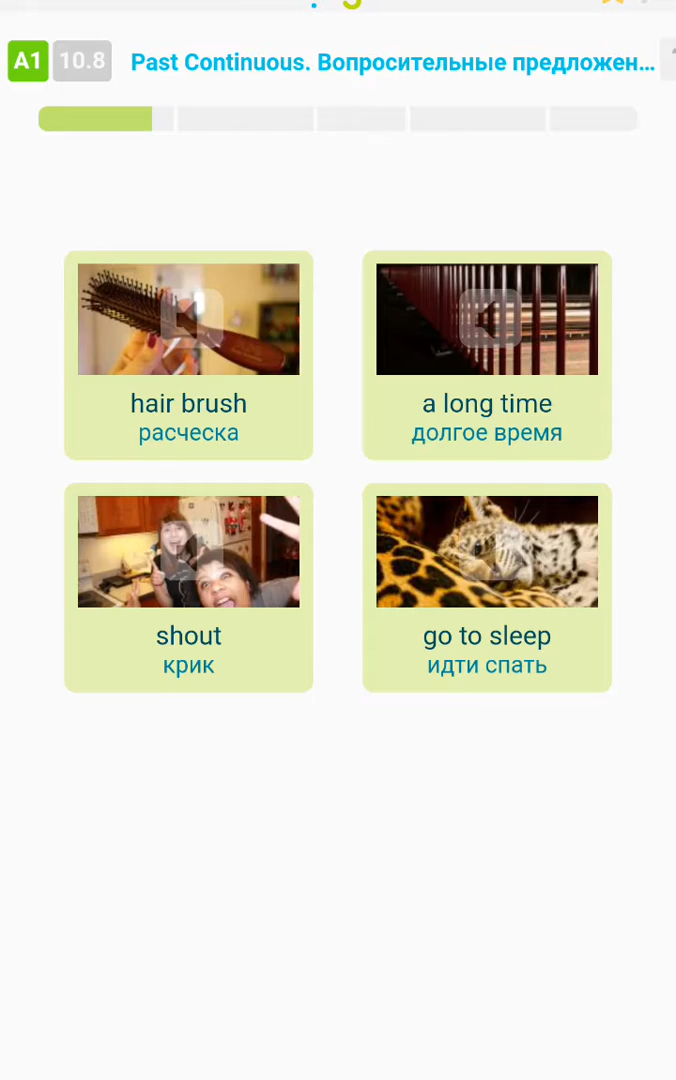 A1 10.8 Past Continuous. Вопросительные предложен...
hair brush
расческа
a long time
долгое время
shout
крик
go to sleep
идти спать